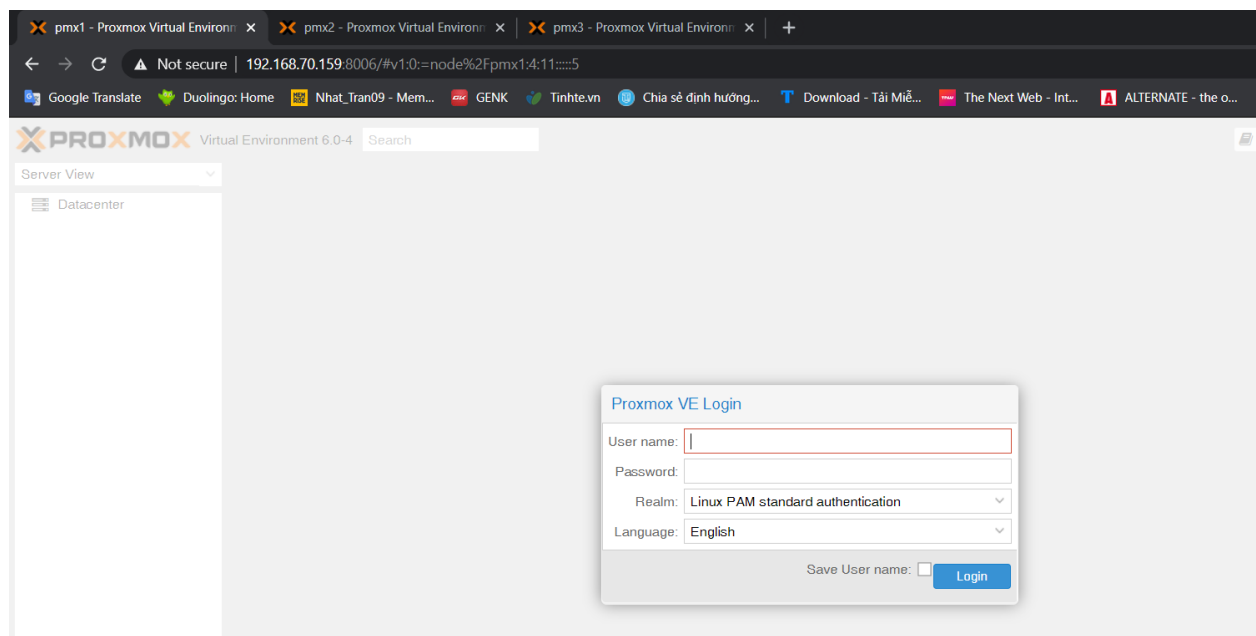 pmx1 - Proxmox Virtual Environ pmx2 - Proxmox Virtual Environ pmx3 - Proxmox Virtual Environ
Not secure | 192.168.70.159:8006/#v1:0:=node%2Fpmx1:4:11:::::5
Google Translate Duolingo: Home Nhat_Tran09 - Mem... GENK Tinhte.vn Chia sẻ định hướng... Download - Tải Miễ... The Next Web - Int... ALTERNATE - the o...
PROXMOX Virtual Environment 6.0-4 Search
Server View
Datacenter
Proxmox VE Login
User name:
Password:
Realm: Linux PAM standard authentication
Language: English
Save User name: Login